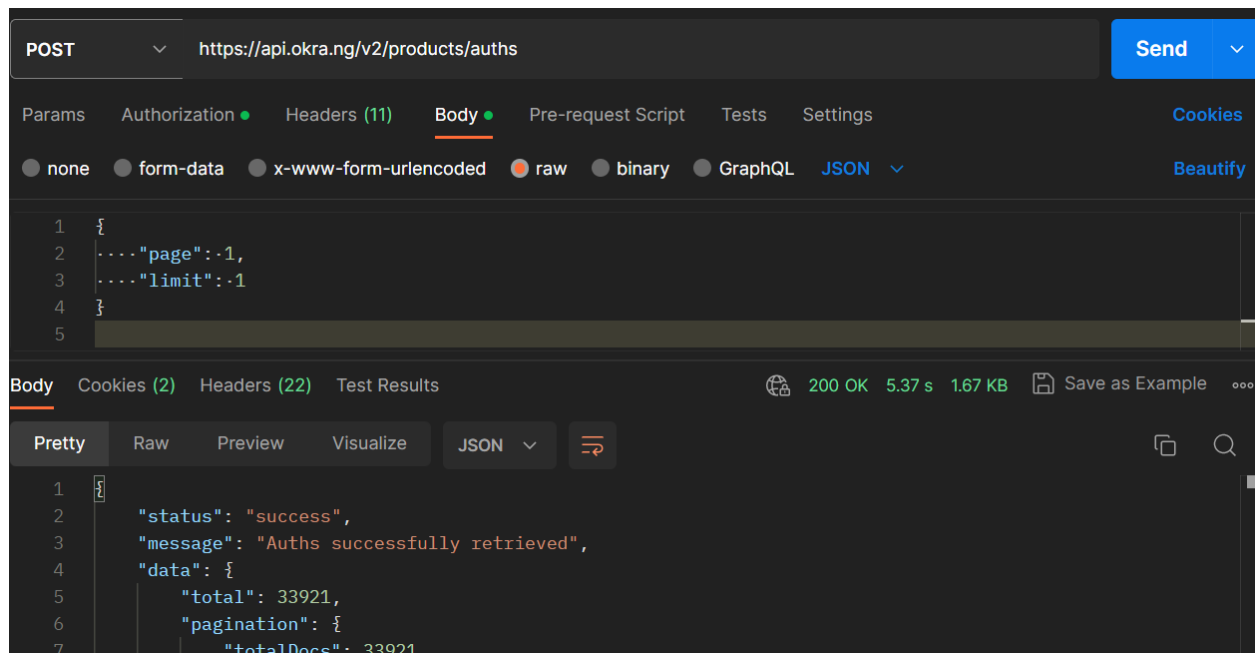 POST https://api.okra.ng/v2/products/auths Send
Params Authorization Headers (11) Body Pre-request Script Tests Settings Cookies
none form-data x-www-form-urlencoded raw binary GraphQL JSON Beautify
1 {
2 ····"page":·1,
3 ····"limit":·1
4 }
5
Body Cookies (2) Headers (22) Test Results 200 OK 5.37 s 1.67 KB Save as Example
Pretty Raw Preview Visualize JSON
1 {
2 "status": "success",
3 "message": "Auths successfully retrieved",
4 "data": {
5 "total": 33921,
6 "pagination": {
7 "totalDocs": 33921